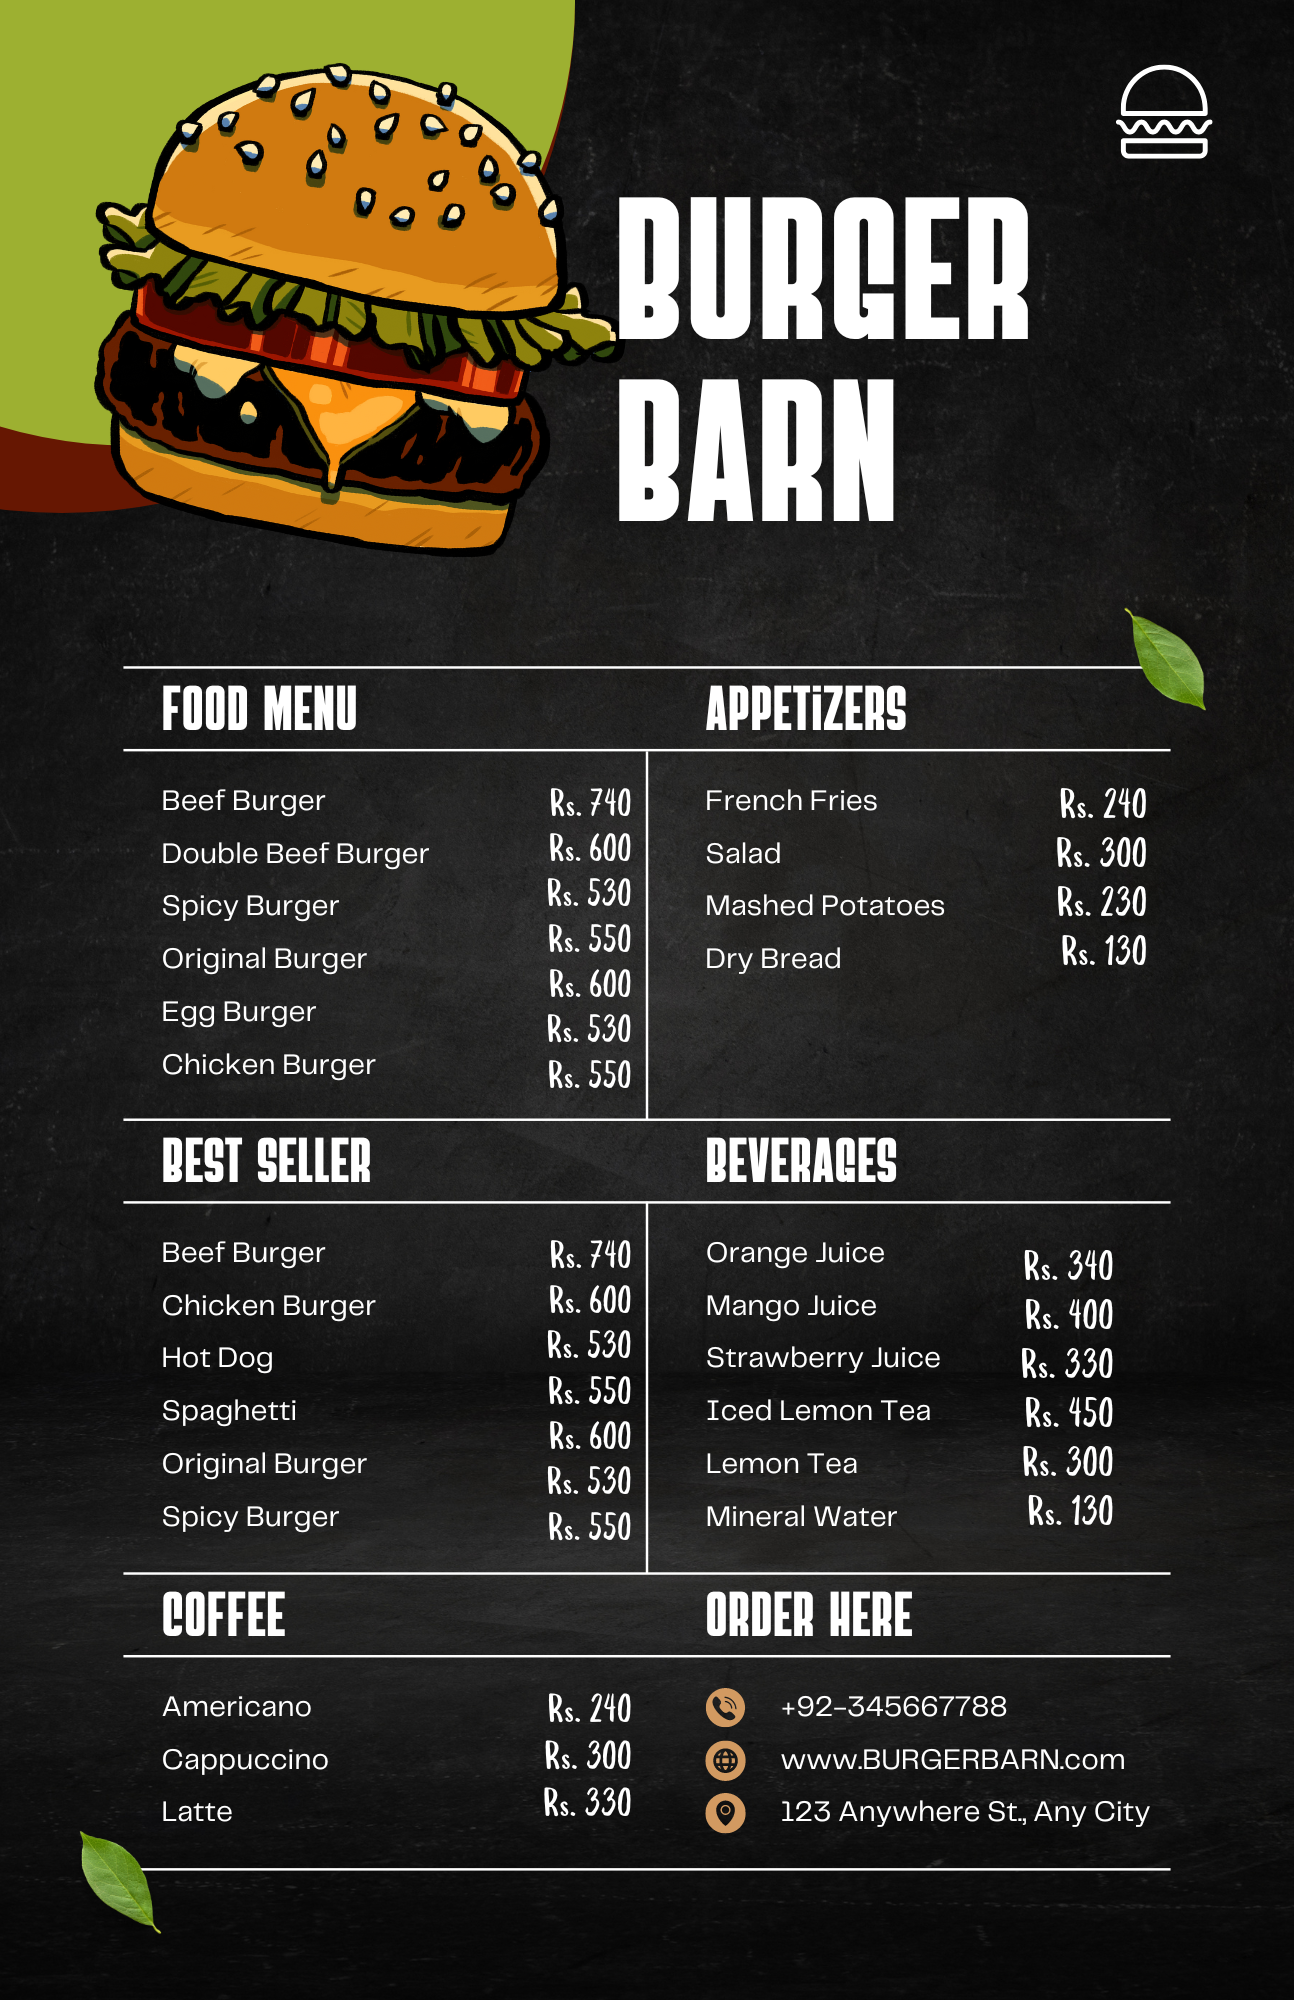 BURGER
BARN
FOOD MENU
Beef Burger Rs. 740
Double Beef Burger Rs. 600
Spicy Burger Rs. 530
Original Burger Rs. 550
Egg Burger Rs. 600
Chicken Burger Rs. 530
Rs. 550
APPETiZERS
French Fries Rs. 240
Salad Rs. 300
Mashed Potatoes Rs. 230
Dry Bread Rs. 130
BEST SELLER
Beef Burger Rs. 740
Chicken Burger Rs. 600
Hot Dog Rs. 530
Spaghetti Rs. 550
Original Burger Rs. 600
Spicy Burger Rs. 530
Rs. 550
BEVERAGES
Orange Juice Rs. 340
Mango Juice Rs. 400
Strawberry Juice Rs. 330
Iced Lemon Tea Rs. 450
Lemon Tea Rs. 300
Mineral Water Rs. 130
COFFEE
Americano Rs. 240
Cappuccino Rs. 300
Latte Rs. 330
ORDER HERE
+92-345667788
www.BURGERBARN.com
123 Anywhere St., Any City